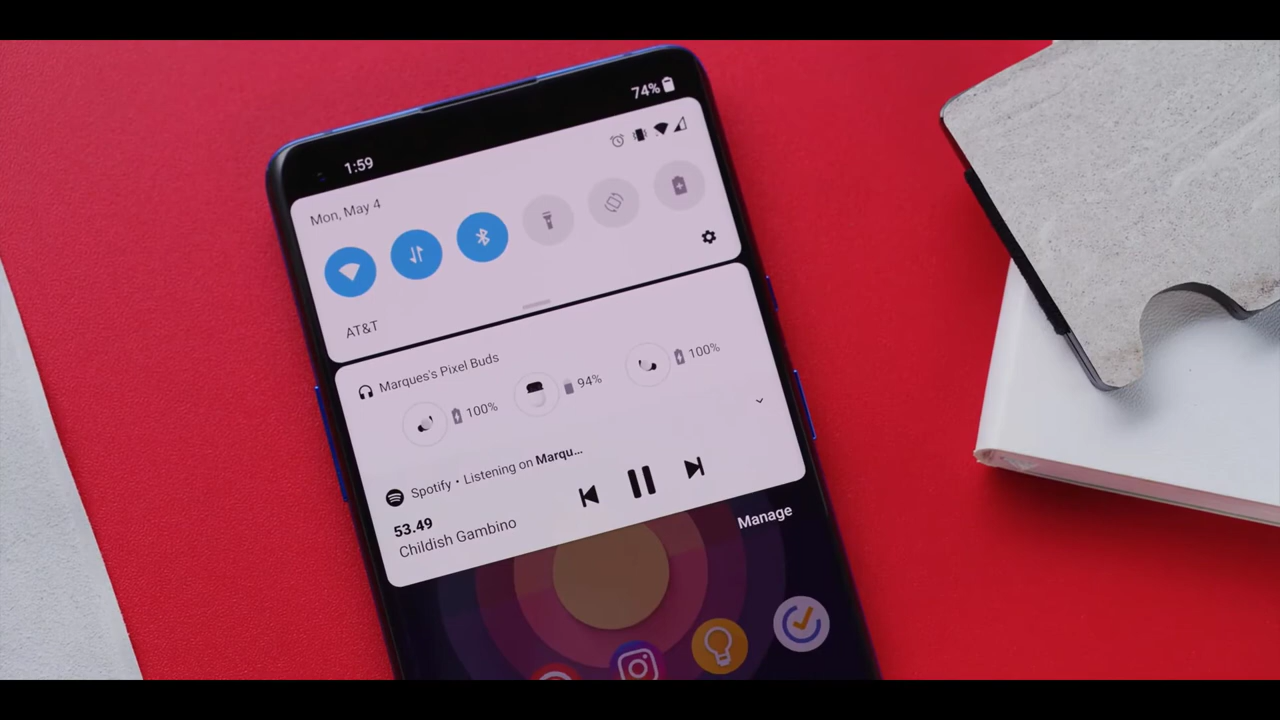 74%
1:59
Mon, May 4
AT&T
Marques's Pixel Buds
100%
94%
100%
Spotify • Listening on Marqu...
53.49
Childish Gambino
Manage